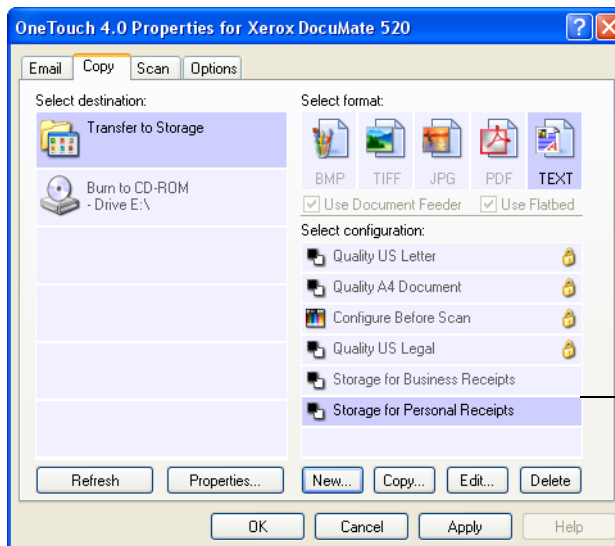 OneTouch 4.0 Properties for Xerox DocuMate 520
Email Copy Scan Options
Select destination:
Transfer to Storage
Burn to CD-ROM
- Drive E:\
Refresh Properties...
Select format:
BMP TIFF JPG PDF TEXT
Use Document Feeder Use Flatbed
Select configuration:
Quality US Letter
Quality A4 Document
Configure Before Scan
Quality US Legal
Storage for Business Receipts
Storage for Personal Receipts
New... Copy... Edit... Delete
OK Cancel Apply Help